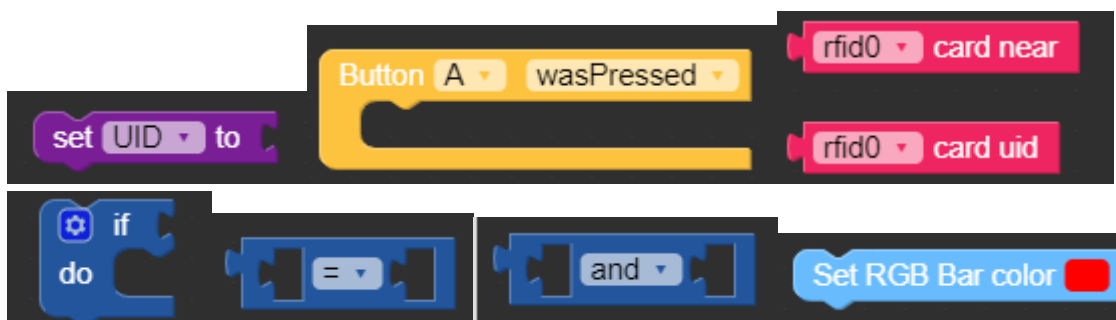 rfid0 card near
Button A wasPressed
set UID to
rfid0 card uid
if
do
=
and
Set RGB Bar color